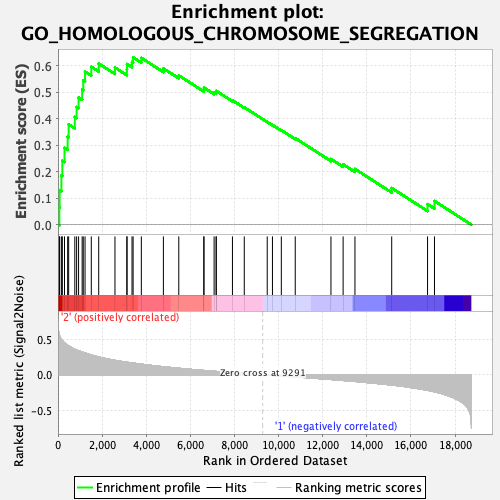 Enrichment plot:
GO_HOMOLOGOUS_CHROMOSOME_SEGREGATION
Enrichment score (ES)
0.6
0.5
0.4
0.3
0.2
0.1
0.0
'2' (positively correlated)
Ranked list metric (Signal2Noise)
0.5
0.0
-0.5
Zero cross at 9291
'1' (negatively correlated)
0
2,000
4,000
6,000
8,000
10,000
12,000
14,000
16,000
18,000
Rank in Ordered Dataset
Enrichment profile
Hits
Ranking metric scores